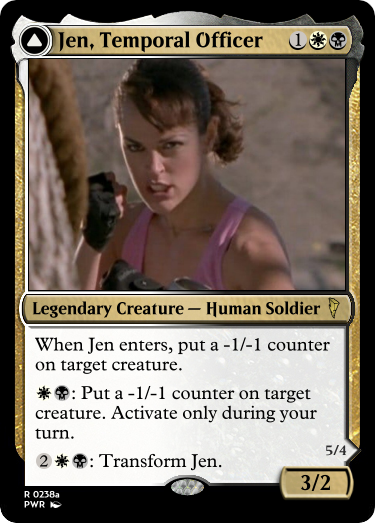 Jen, Temporal Officer 1
Legendary Creature — Human Soldier
When Jen enters, put a -1/-1 counter
on target creature.
: Put a -1/-1 counter on target
creature. Activate only during your
turn.
2 : Transform Jen.
5/4
3/2
R 0238a
PWR